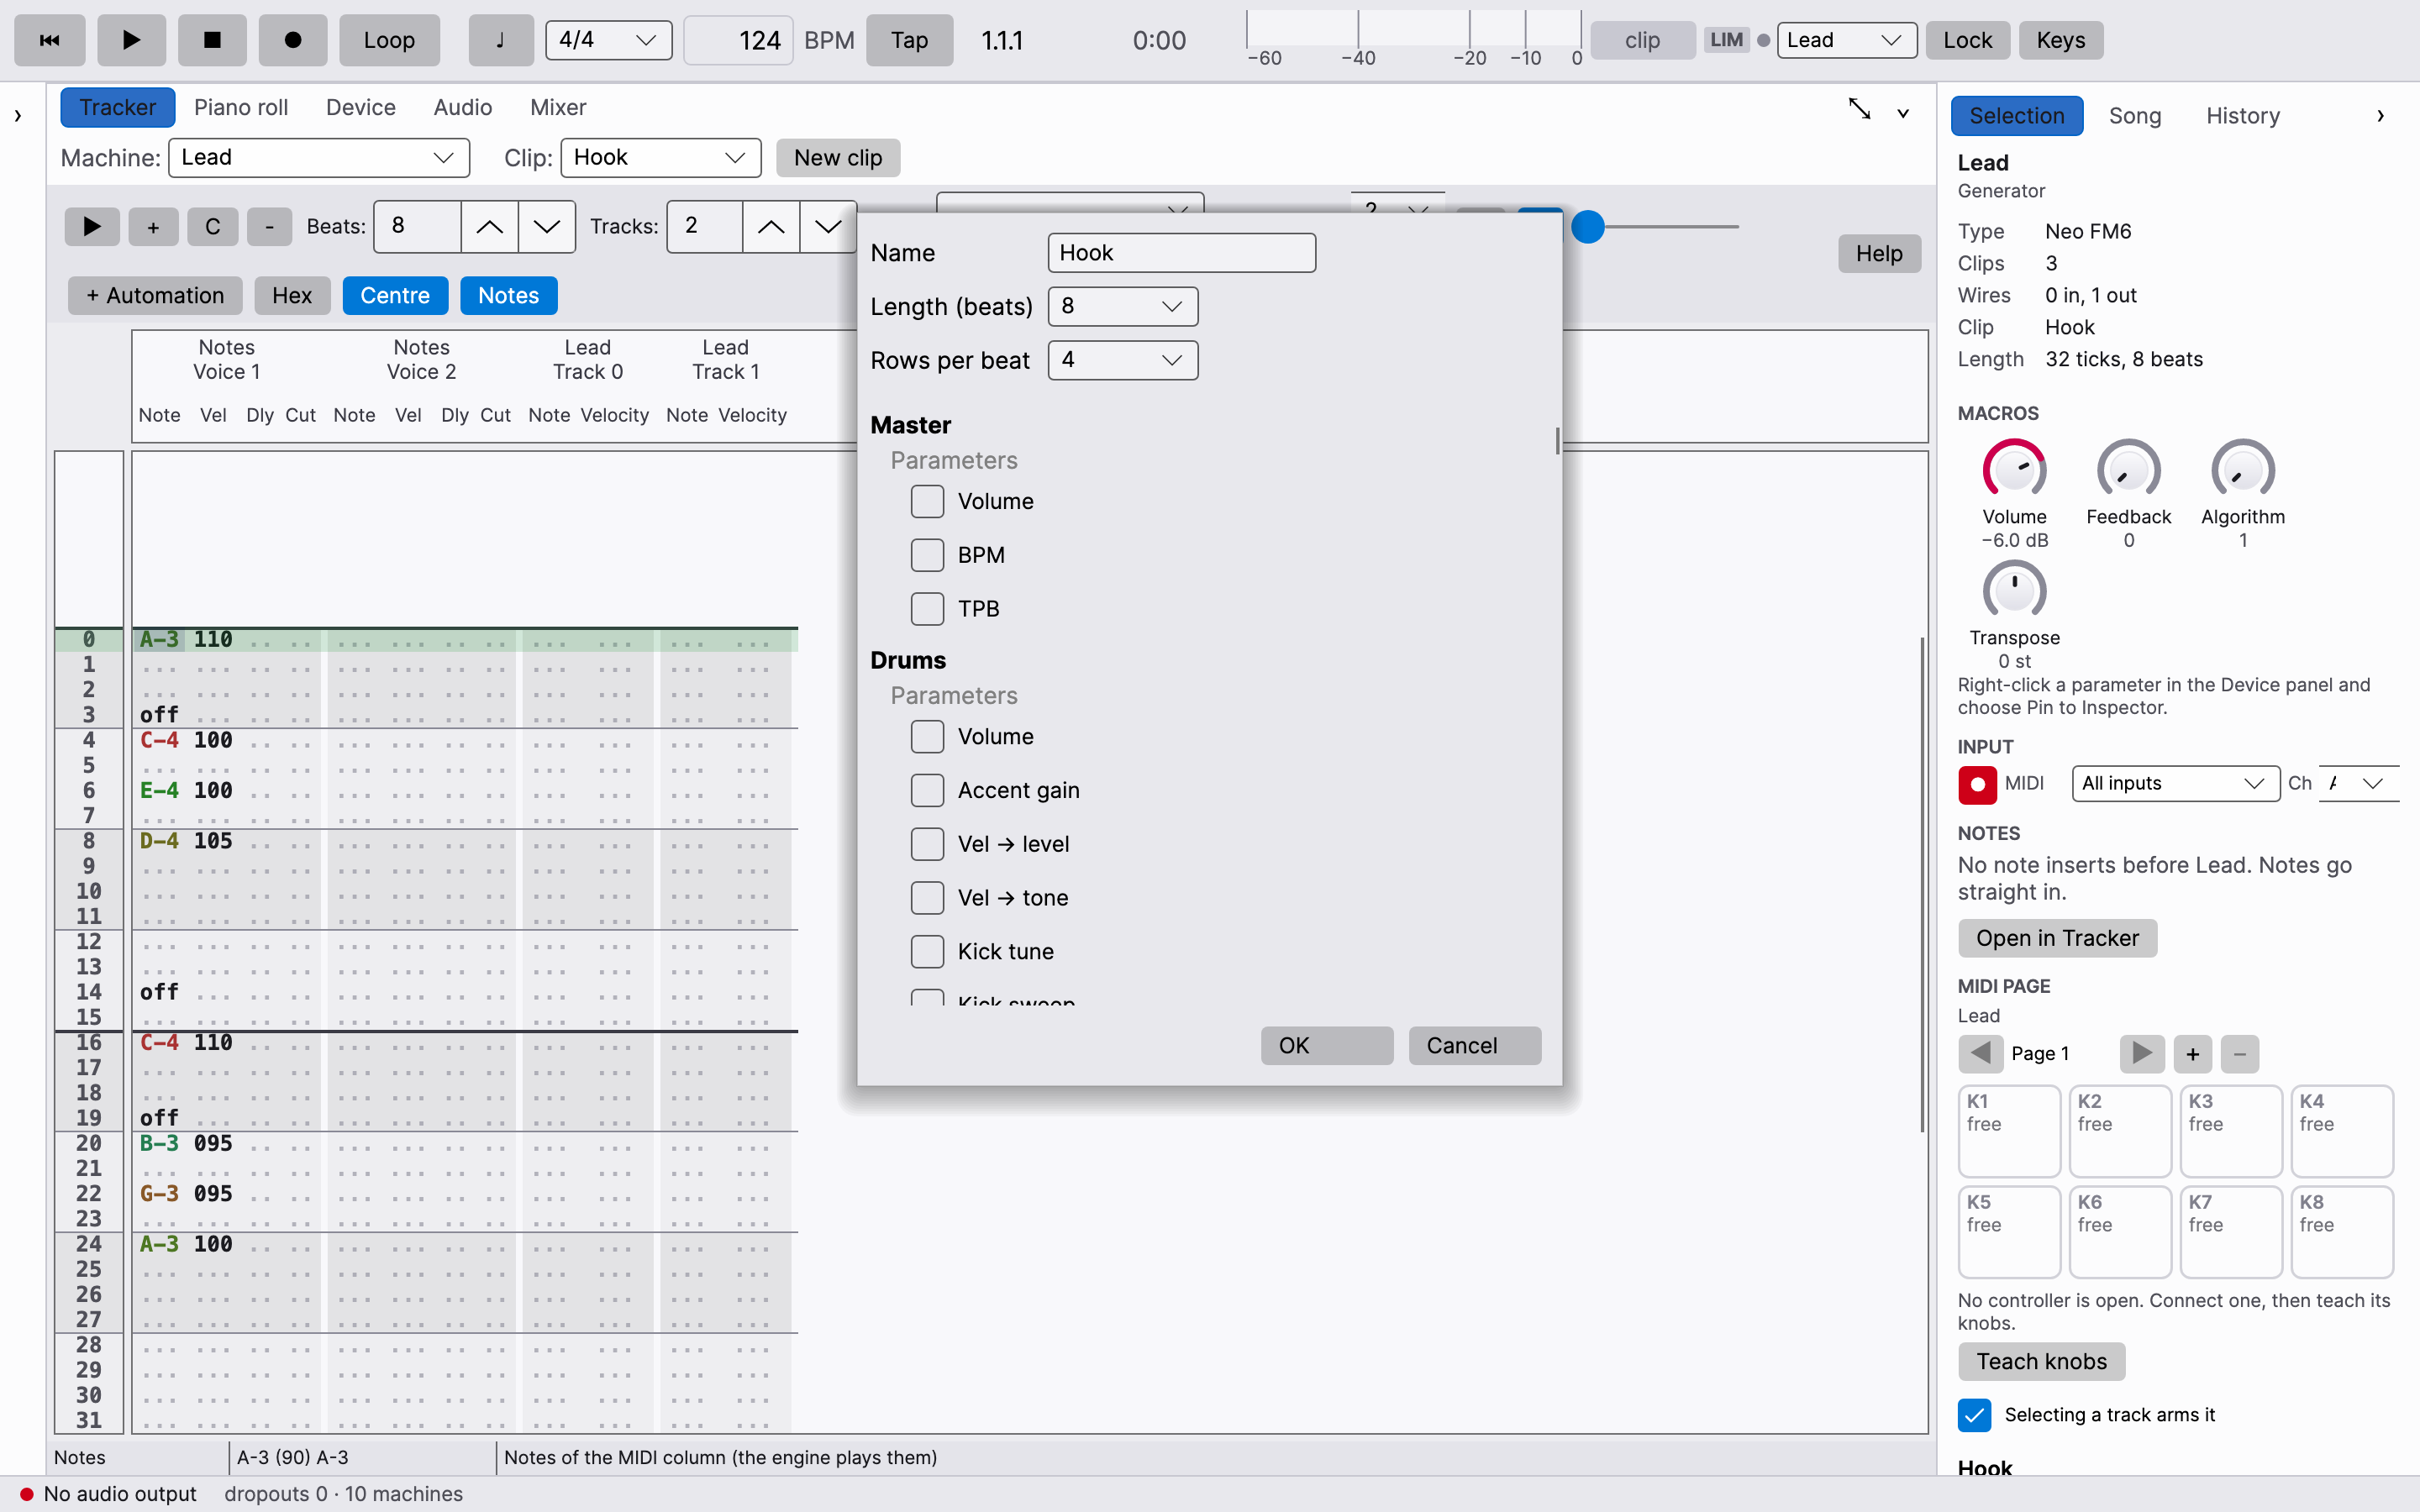 Loop 4/4 124 BPM Tap 1.1.1 0:00 −60 −40 −20 −10 0 clip LIM Lead Lock Keys
Tracker Piano roll Device Audio Mixer
Machine: Lead Clip: Hook New clip
+ C - Beats: 8 Tracks: 2
Help
+ Automation Hex Centre Notes
Notes Notes Lead Lead
Voice 1 Voice 2 Track 0 Track 1
Note Vel Dly Cut Note Vel Dly Cut Note Velocity Note Velocity
0 A-3 110
1
2
3 off
4 C-4 100
5
6 E-4 100
7
8 D-4 105
9
10
11
12
13
14 off
15
16 C-4 110
17
18
19 off
20 B-3 095
21
22 G-3 095
23
24 A-3 100
25
26
27
28
29
30
31
Name Hook
Length (beats) 8
Rows per beat 4
Master
Parameters
Volume
BPM
TPB
Drums
Parameters
Volume
Accent gain
Vel → level
Vel → tone
Kick tune
Kick sweep
OK Cancel
Selection Song History
Lead
Generator
Type Neo FM6
Clips 3
Wires 0 in, 1 out
Clip Hook
Length 32 ticks, 8 beats
MACROS
Volume Feedback Algorithm
−6.0 dB 0 1
Transpose
0 st
Right-click a parameter in the Device panel and
choose Pin to Inspector.
INPUT
MIDI All inputs Ch
NOTES
No note inserts before Lead. Notes go
straight in.
Open in Tracker
MIDI PAGE
Lead
Page 1 + −
K1 K2 K3 K4
free free free free
K5 K6 K7 K8
free free free free
No controller is open. Connect one, then teach its
knobs.
Teach knobs
Selecting a track arms it
Hook
Notes A-3 (90) A-3 Notes of the MIDI column (the engine plays them)
No audio output dropouts 0 · 10 machines